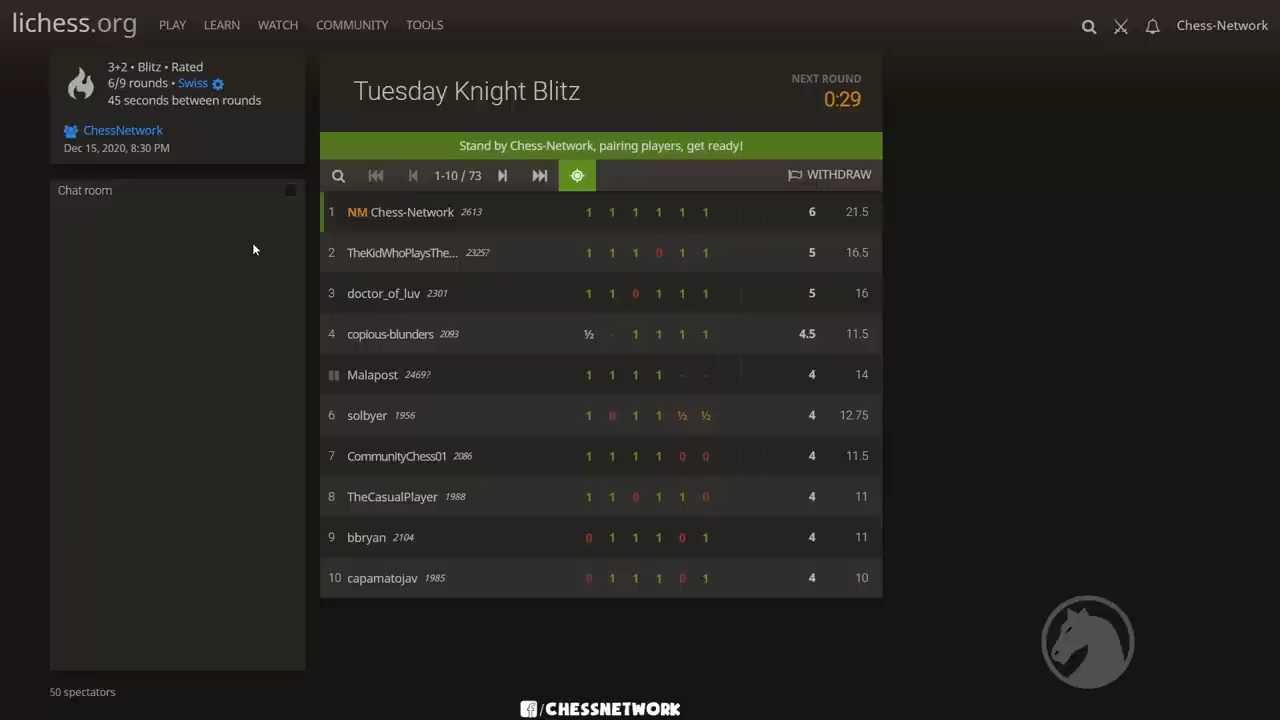 lichess.org PLAY LEARN WATCH COMMUNITY TOOLS Chess-Network
3+2 • Blitz • Rated
6/9 rounds • Swiss
45 seconds between rounds
ChessNetwork
Dec 15, 2020, 8:30 PM
Chat room
50 spectators
Tuesday Knight Blitz
NEXT ROUND
0:29
Stand by Chess-Network, pairing players, get ready!
1-10 / 73 WITHDRAW
1 NM Chess-Network 2613 1 1 1 1 1 1 6 21.5
2 TheKidWhoPlaysThe... 2325? 1 1 1 0 1 1 5 16.5
3 doctor_of_luv 2301 1 1 0 1 1 1 5 16
4 copious-blunders 2093 ½ - 1 1 1 1 4.5 11.5
Malapost 2469? 1 1 1 1 - - 4 14
6 solbyer 1956 1 0 1 1 ½ ½ 4 12.75
7 CommunityChess01 2086 1 1 1 1 0 0 4 11.5
8 TheCasualPlayer 1988 1 1 0 1 1 0 4 11
9 bbryan 2104 0 1 1 1 0 1 4 11
10 capamatojav 1985 0 1 1 1 0 1 4 10
f/CHESSNETWORK